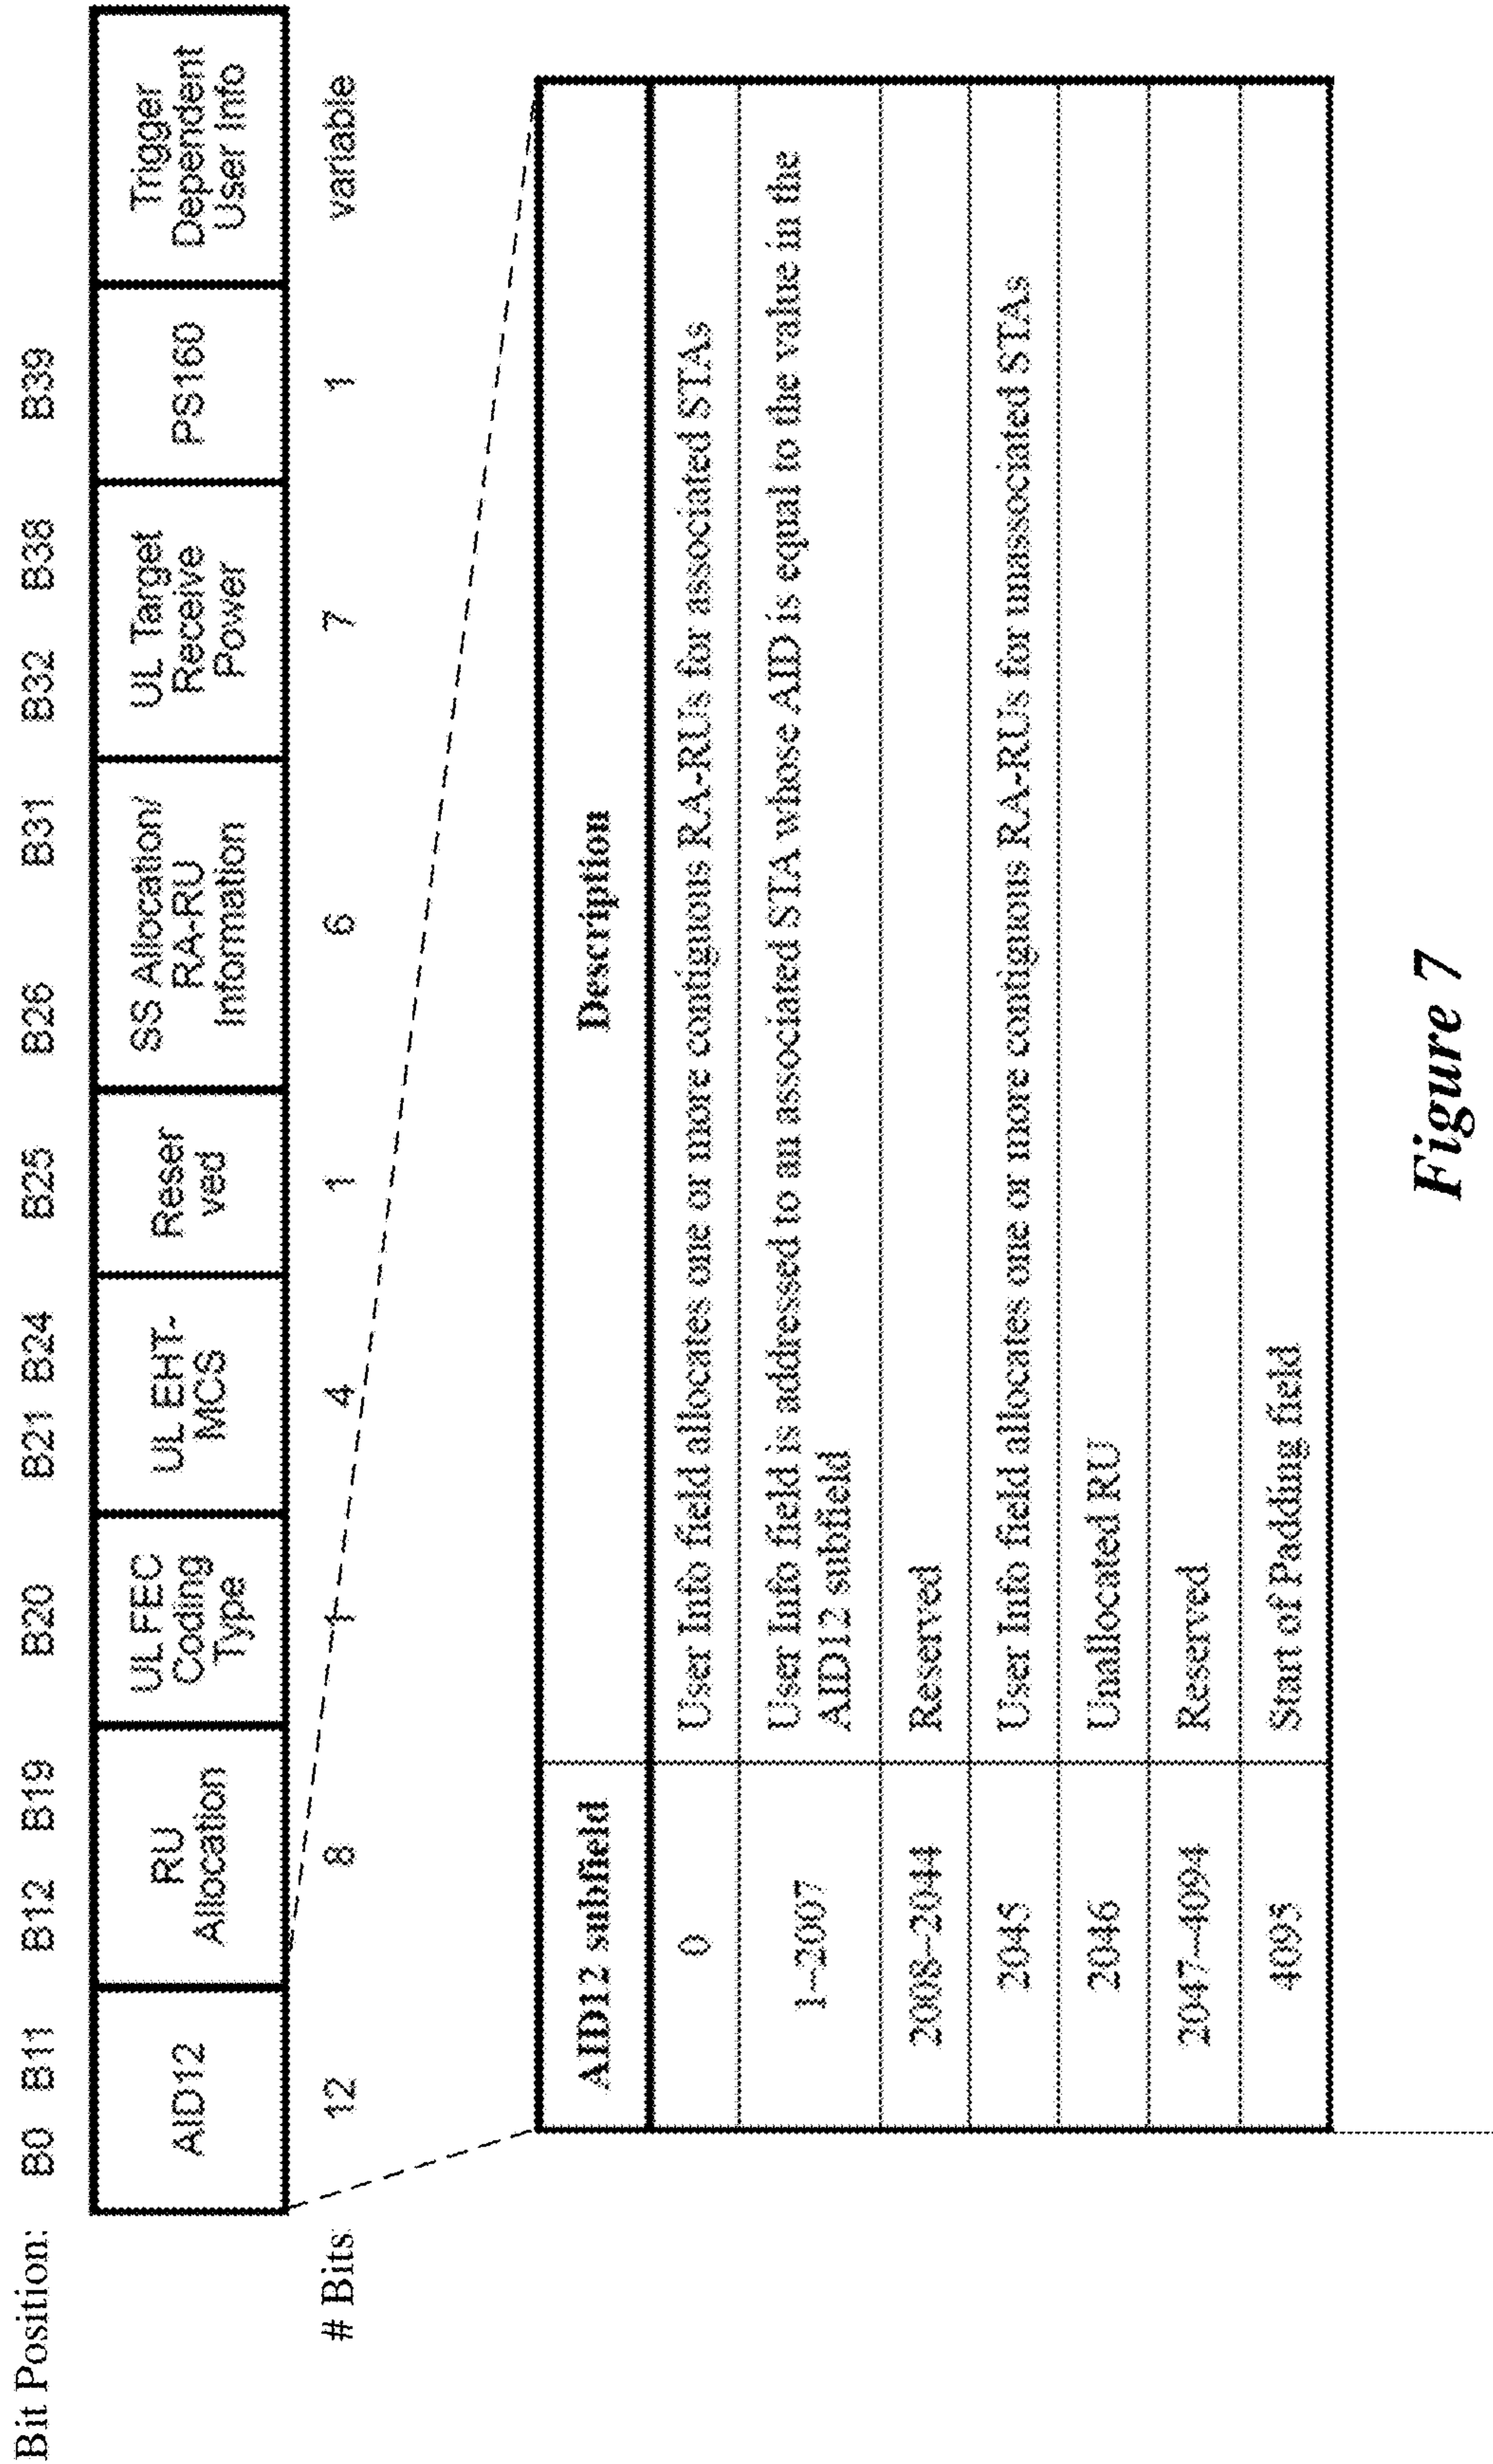 Bit Position: B0 B11 B12 B19 B20 B21 B24 B25 B26 B31 B32 B38 B39
AID12
RU
Allocation
UL FEC
Coding
Type
UL EHT-
MCS
Reser
ved
SS Allocation/
RA-RU
Information
UL Target
Receive
Power
PS160
Trigger
Dependent
User Info
# Bits: 12 8 1 4 1 6 7 1 variable
AID12 subfield Description
0 User Info field allocates one or more contiguous RA-RUs for associated STAs
1–2007 User Info field is addressed to an associated STA whose AID is equal to the value in the
AID12 subfield
2008–2044 Reserved
2045 User Info field allocates one or more contiguous RA-RUs for unassociated STAs
2046 Unallocated RU
2047–4094 Reserved
4095 Start of Padding field
Figure 7